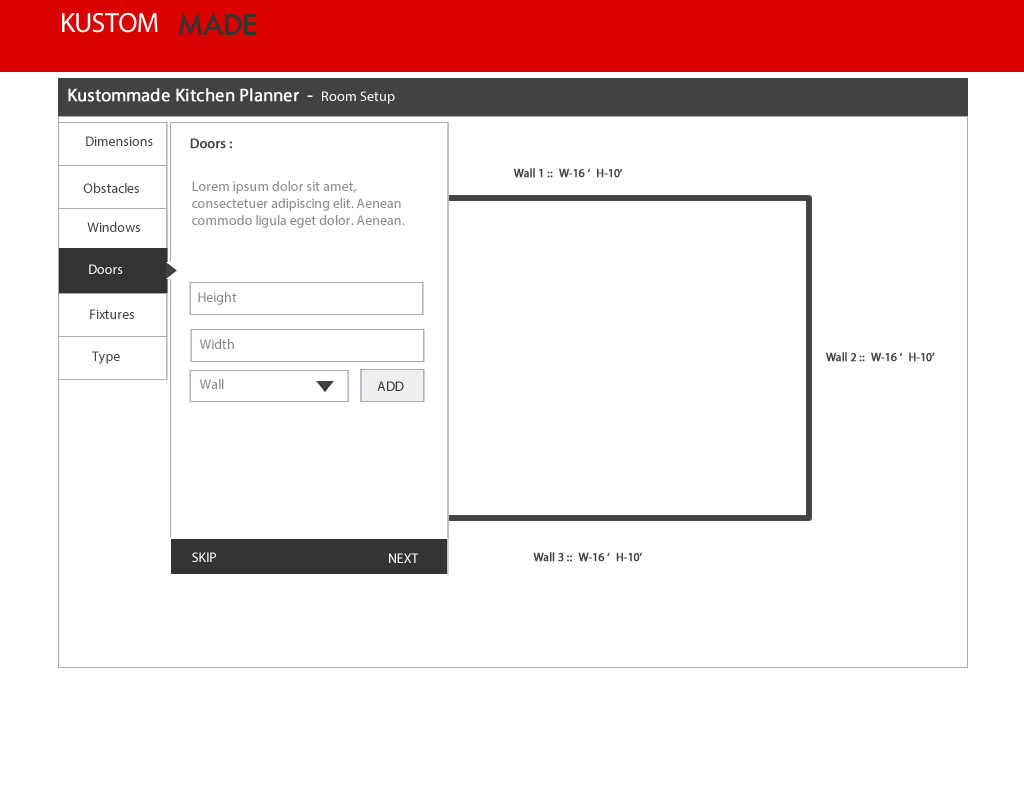 KUSTOM MADE
Kustommade Kitchen Planner - Room Setup
Dimensions
Obstacles
Windows
Doors
Fixtures
Type
Doors :
Lorem ipsum dolor sit amet,
consectetuer adipiscing elit. Aenean
commodo ligula eget dolor. Aenean.
Height
Width
Wall
ADD
SKIP
NEXT
Wall 1 :: W-16 ‘ H-10’
Wall 2 :: W-16 ‘ H-10’
Wall 3 :: W-16 ‘ H-10’